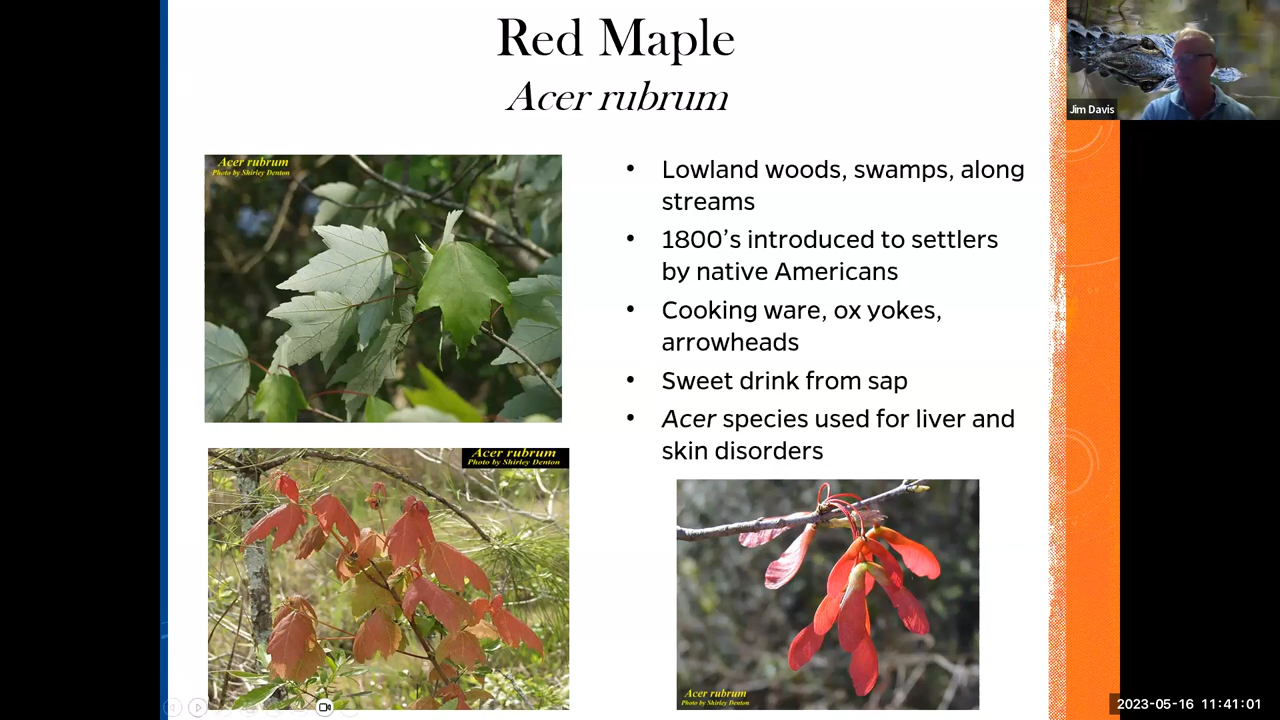 Red Maple
Acer rubrum
Jim Davis
Acer rubrum
Photo by Shirley Denton
• Lowland woods, swamps, along
streams
• 1800’s introduced to settlers
by native Americans
• Cooking ware, ox yokes,
arrowheads
• Sweet drink from sap
• Acer species used for liver and
skin disorders
Acer rubrum
Photo by Shirley Denton
Acer rubrum
Photo by Shirley Denton
2023-05-16 11:41:01